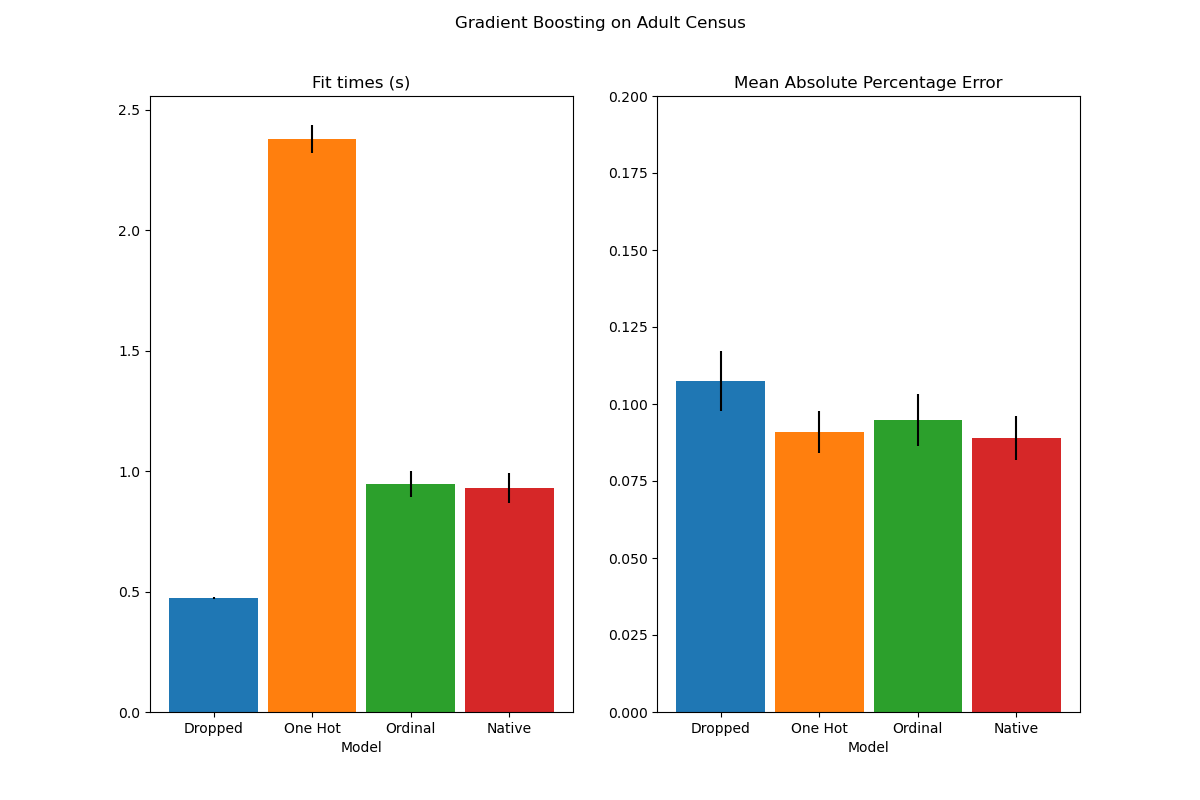 Gradient Boosting on Adult Census
Fit times (s)
2.5
2.0
1.5
1.0
0.5
0.0
Dropped One Hot Ordinal Native
Model
Mean Absolute Percentage Error
0.200
0.175
0.150
0.125
0.100
0.075
0.050
0.025
0.000
Dropped One Hot Ordinal Native
Model